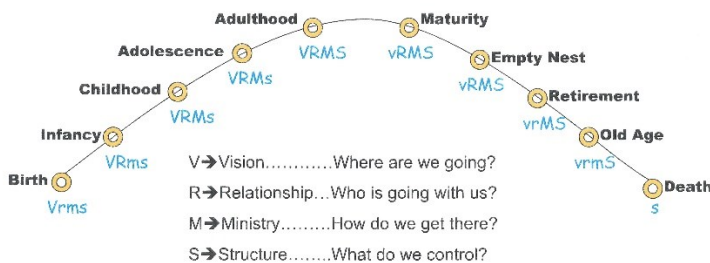 Adulthood
Maturity
VRMS
vRMS
Adolescence
Empty Nest
VRMs
vRMS
Childhood
Retirement
VRMs
vrMS
Infancy
Old Age
VRms
vrmS
V➔Vision............Where are we going?
Birth
Death
Vrms
s
R➔Relationship...Who is going with us?
M➔Ministry.........How do we get there?
S➔Structure........What do we control?